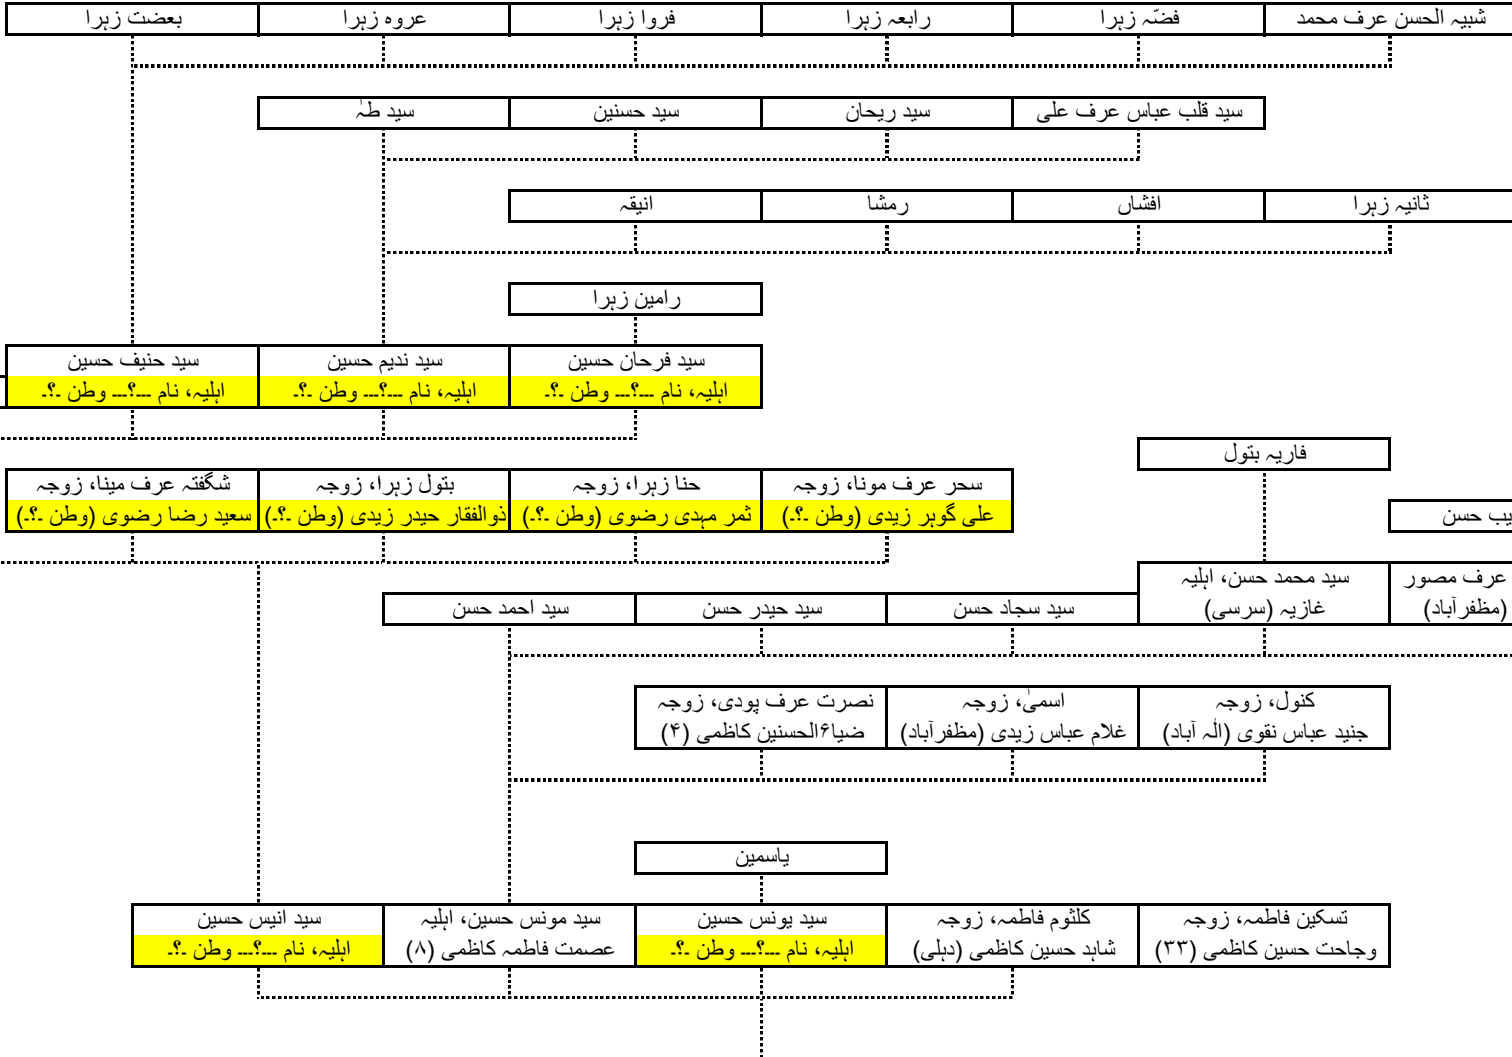 شبیہ الحسن عرف محمد
فضّہ زہرا
رابعہ زہرا
فروا زہرا
عروہ زہرا
بعضت زہرا
سید قلب عباس عرف علی
سید ریحان
سید حسنین
سید طہٰ
ثانیہ زہرا
افشاں
رمشا
انیقہ
رامین زہرا
سید فرحان حسین
اہلیہ، نام ۔۔۔؟۔۔۔ وطن ۔؟۔
سید ندیم حسین
اہلیہ، نام ۔۔۔؟۔۔۔ وطن ۔؟۔
سید حنیف حسین
اہلیہ، نام ۔۔۔؟۔۔۔ وطن ۔؟۔
فاریہ بتول
سحر عرف مونا، زوجہ
علی گوہر زیدی (وطن ۔؟۔)
حنا زہرا، زوجہ
ثمر مہدی رضوی (وطن ۔؟۔)
بتول زہرا، زوجہ
ذوالفقار حیدر زیدی (وطن ۔؟۔)
شگفتہ عرف مینا، زوجہ
سعید رضا رضوی (وطن ۔؟۔)
یب حسن
عرف مصور
(مظفرآباد)
سید محمد حسن، اہلیہ
غازیہ (سرسی)
سید سجاد حسن
سید حیدر حسن
سید احمد حسن
کنول، زوجہ
جنید عباس نقوی (الٰہ آباد)
اسمیٰ، زوجہ
غلام عباس زیدی (مظفرآباد)
نصرت عرف پودی، زوجہ
ضیا۶الحسنین کاظمی (۴)
یاسمین
تسکین فاطمہ، زوجہ
وجاحت حسین کاظمی (۳۳)
کلثوم فاطمہ، زوجہ
شاہد حسین کاظمی (دہلی)
سید یونس حسین
اہلیہ، نام ۔۔۔؟۔۔۔ وطن ۔؟۔
سید مونس حسین، اہلیہ
عصمت فاطمہ کاظمی (۸)
سید انیس حسین
اہلیہ، نام ۔۔۔؟۔۔۔ وطن ۔؟۔